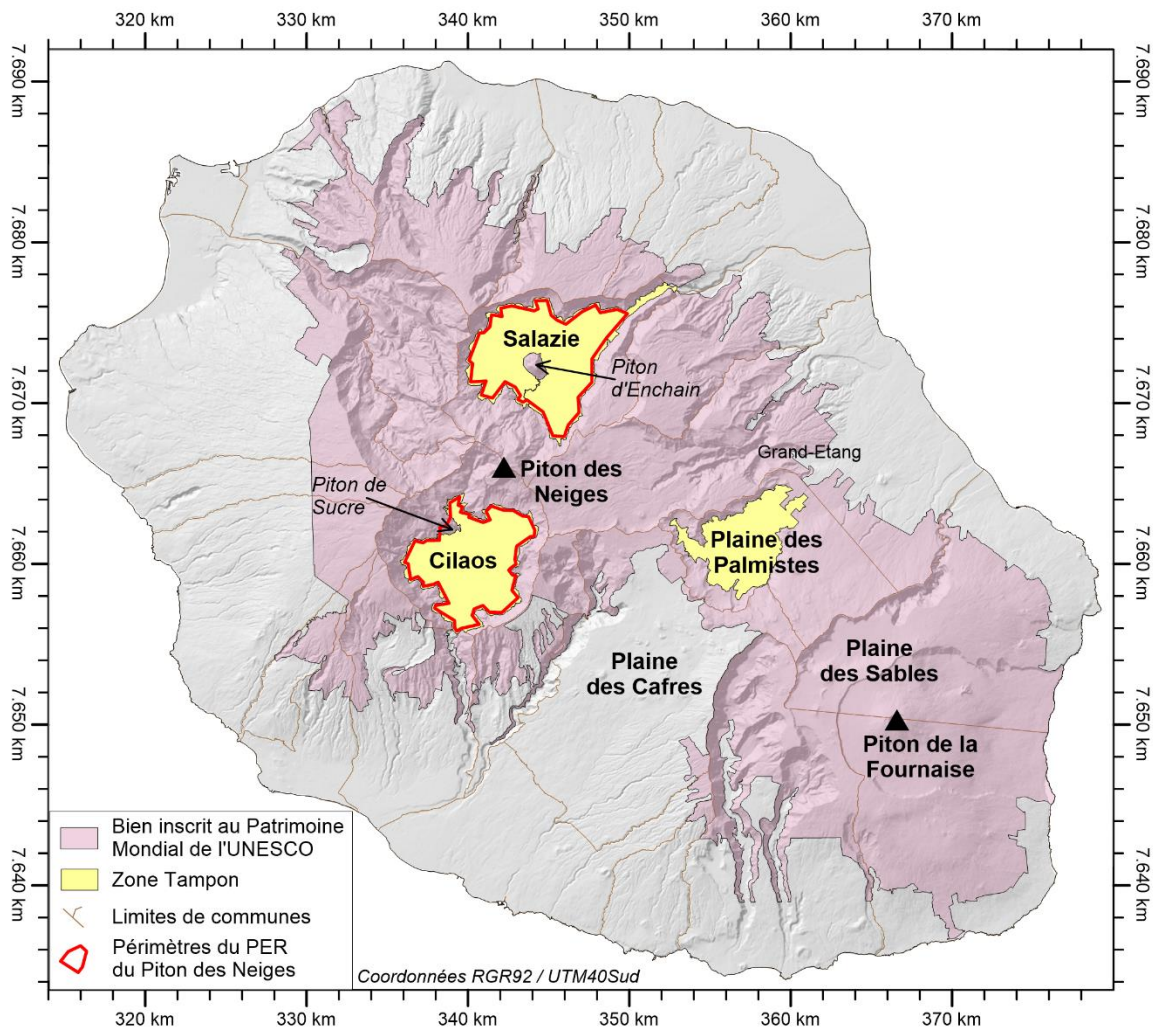 320 km
330 km
340 km
350 km
360 km
370 km
7.690 km
7.690 km
7.680 km
7.680 km
Salazie
Piton
d'Enchain
7.670 km
7.670 km
Grand-Etang
Piton des
Neiges
Piton de
Sucre
Cilaos
Plaine des
Palmistes
7.660 km
7.660 km
Plaine
des Cafres
Plaine
des Sables
7.650 km
7.650 km
Piton de la
Fournaise
7.640 km
7.640 km
Bien inscrit au Patrimoine
Mondial de l'UNESCO
Zone Tampon
Limites de communes
Périmètres du PER
du Piton des Neiges
Coordonnées RGR92 / UTM40Sud
320 km
330 km
340 km
350 km
360 km
370 km